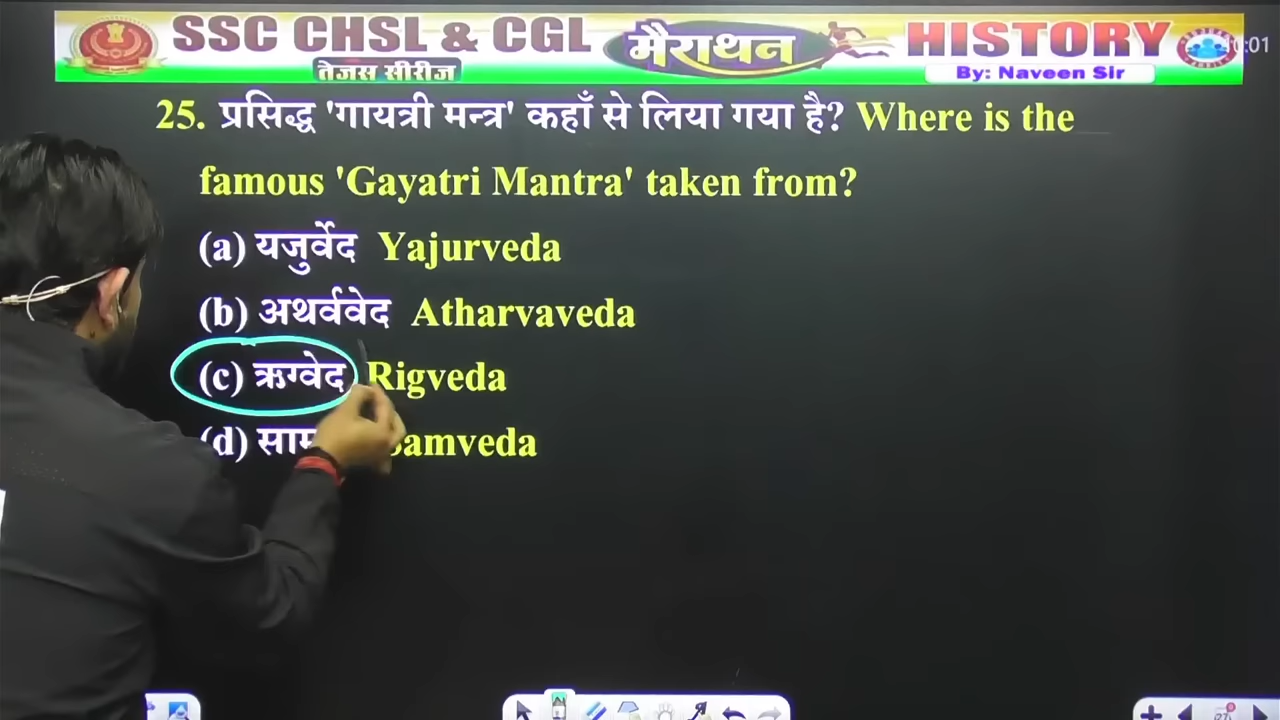 SSC CHSL & CGL मैराथन HISTORY
तेजस सीरीज By: Naveen Sir
25. प्रसिद्ध 'गायत्री मन्त्र' कहाँ से लिया गया है? Where is the
famous 'Gayatri Mantra' taken from?
(a) यजुर्वेद Yajurveda
(b) अथर्ववेद Atharvaveda
(c) ऋग्वेद Rigveda
(d) साम amveda